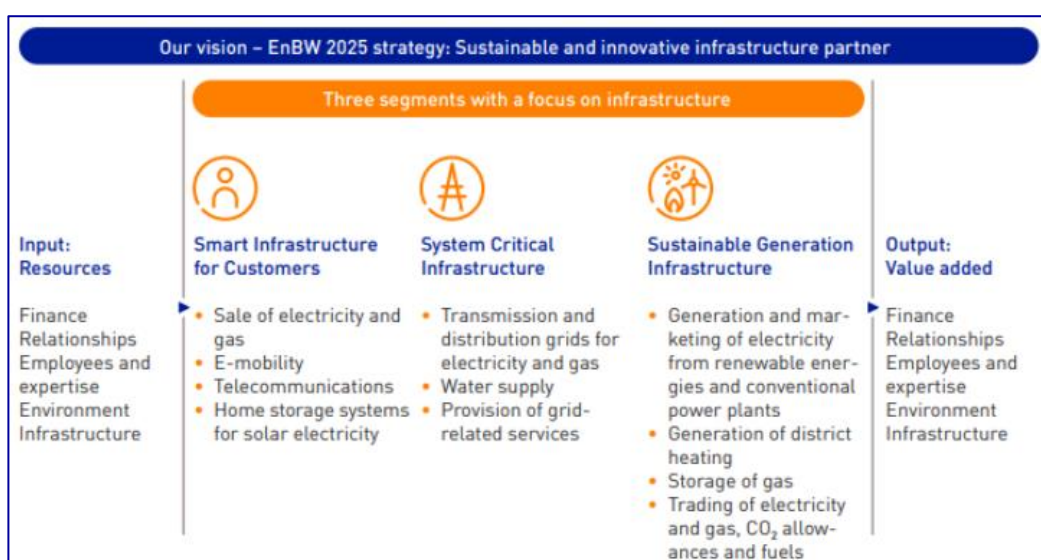 Our vision – EnBW 2025 strategy: Sustainable and innovative infrastructure partner
Three segments with a focus on infrastructure
Input:
Resources
Finance
Relationships
Employees and
expertise
Environment
Infrastructure
Smart Infrastructure
for Customers
• Sale of electricity and
gas
• E-mobility
• Telecommunications
• Home storage systems
for solar electricity
System Critical
Infrastructure
• Transmission and
distribution grids for
electricity and gas
• Water supply
• Provision of grid-
related services
Sustainable Generation
Infrastructure
• Generation and mar-
keting of electricity
from renewable ener-
gies and conventional
power plants
• Generation of district
heating
• Storage of gas
• Trading of electricity
and gas, CO₂ allow-
ances and fuels
Output:
Value added
Finance
Relationships
Employees and
expertise
Environment
Infrastructure